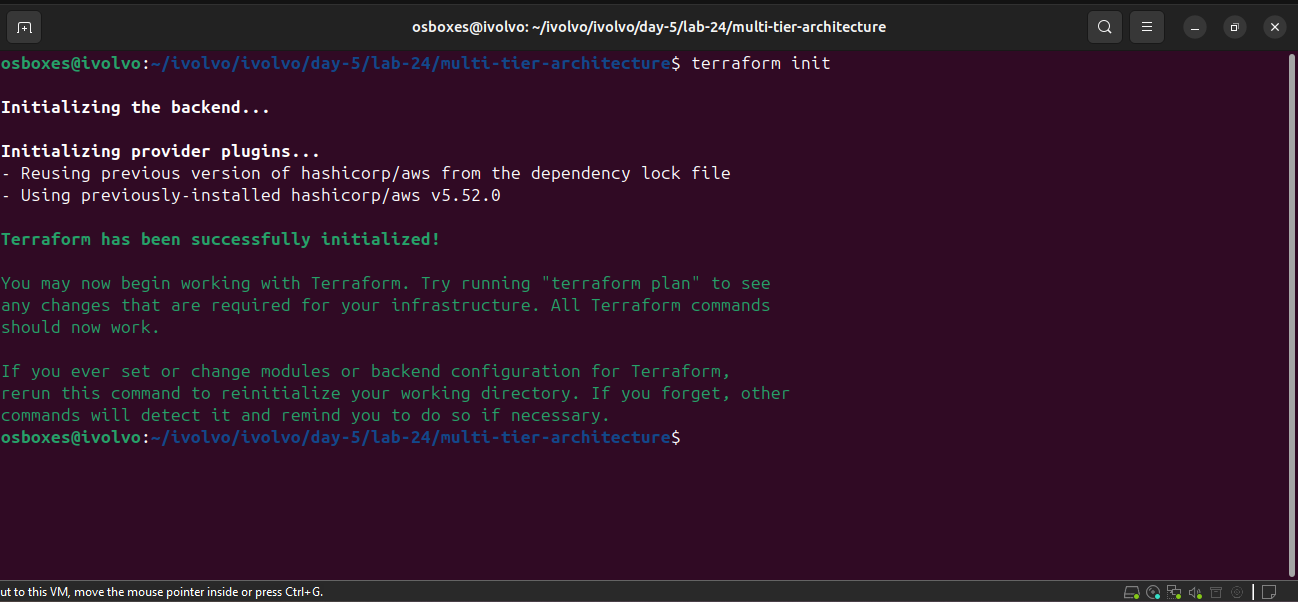 osboxes@ivolvo: ~/ivolvo/ivolvo/day-5/lab-24/multi-tier-architecture
osboxes@ivolvo:~/ivolvo/ivolvo/day-5/lab-24/multi-tier-architecture$ terraform init
Initializing the backend...
Initializing provider plugins...
- Reusing previous version of hashicorp/aws from the dependency lock file
- Using previously-installed hashicorp/aws v5.52.0
Terraform has been successfully initialized!
You may now begin working with Terraform. Try running "terraform plan" to see
any changes that are required for your infrastructure. All Terraform commands
should now work.
If you ever set or change modules or backend configuration for Terraform,
rerun this command to reinitialize your working directory. If you forget, other
commands will detect it and remind you to do so if necessary.
osboxes@ivolvo:~/ivolvo/ivolvo/day-5/lab-24/multi-tier-architecture$
ut to this VM, move the mouse pointer inside or press Ctrl+G.